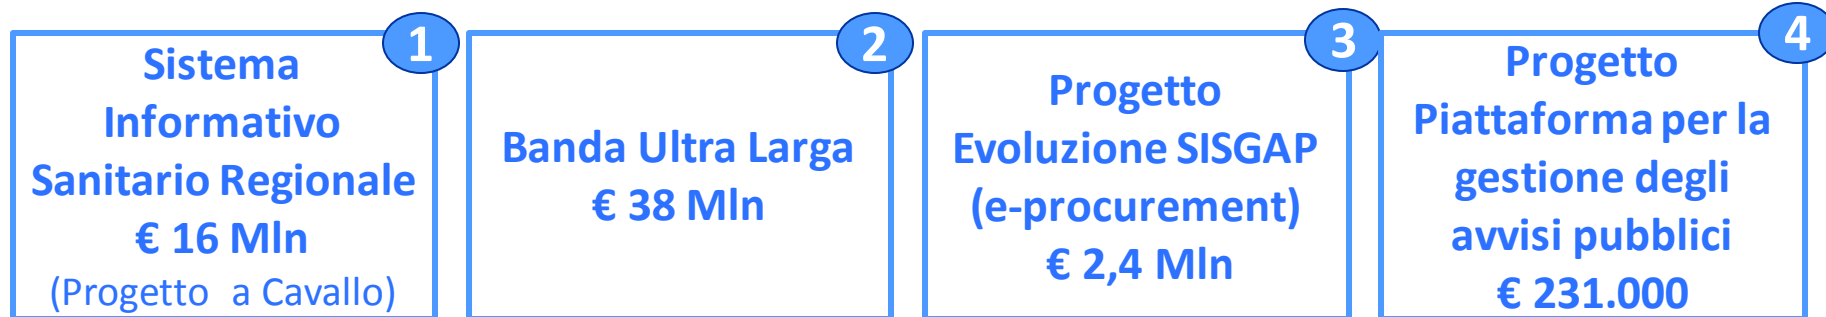 1
Sistema
Informativo
Sanitario Regionale
€ 16 Mln
(Progetto a Cavallo)
2
Banda Ultra Larga
€ 38 Mln
3
Progetto
Evoluzione SISGAP
(e-procurement)
€ 2,4 Mln
4
Progetto
Piattaforma per la
gestione degli
avvisi pubblici
€ 231.000